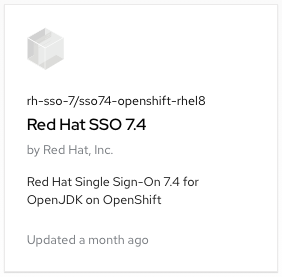 rh-sso-7/sso74-openshift-rhel8
Red Hat SSO 7.4
by Red Hat, Inc.
Red Hat Single Sign-On 7.4 for
OpenJDK on OpenShift
Updated a month ago